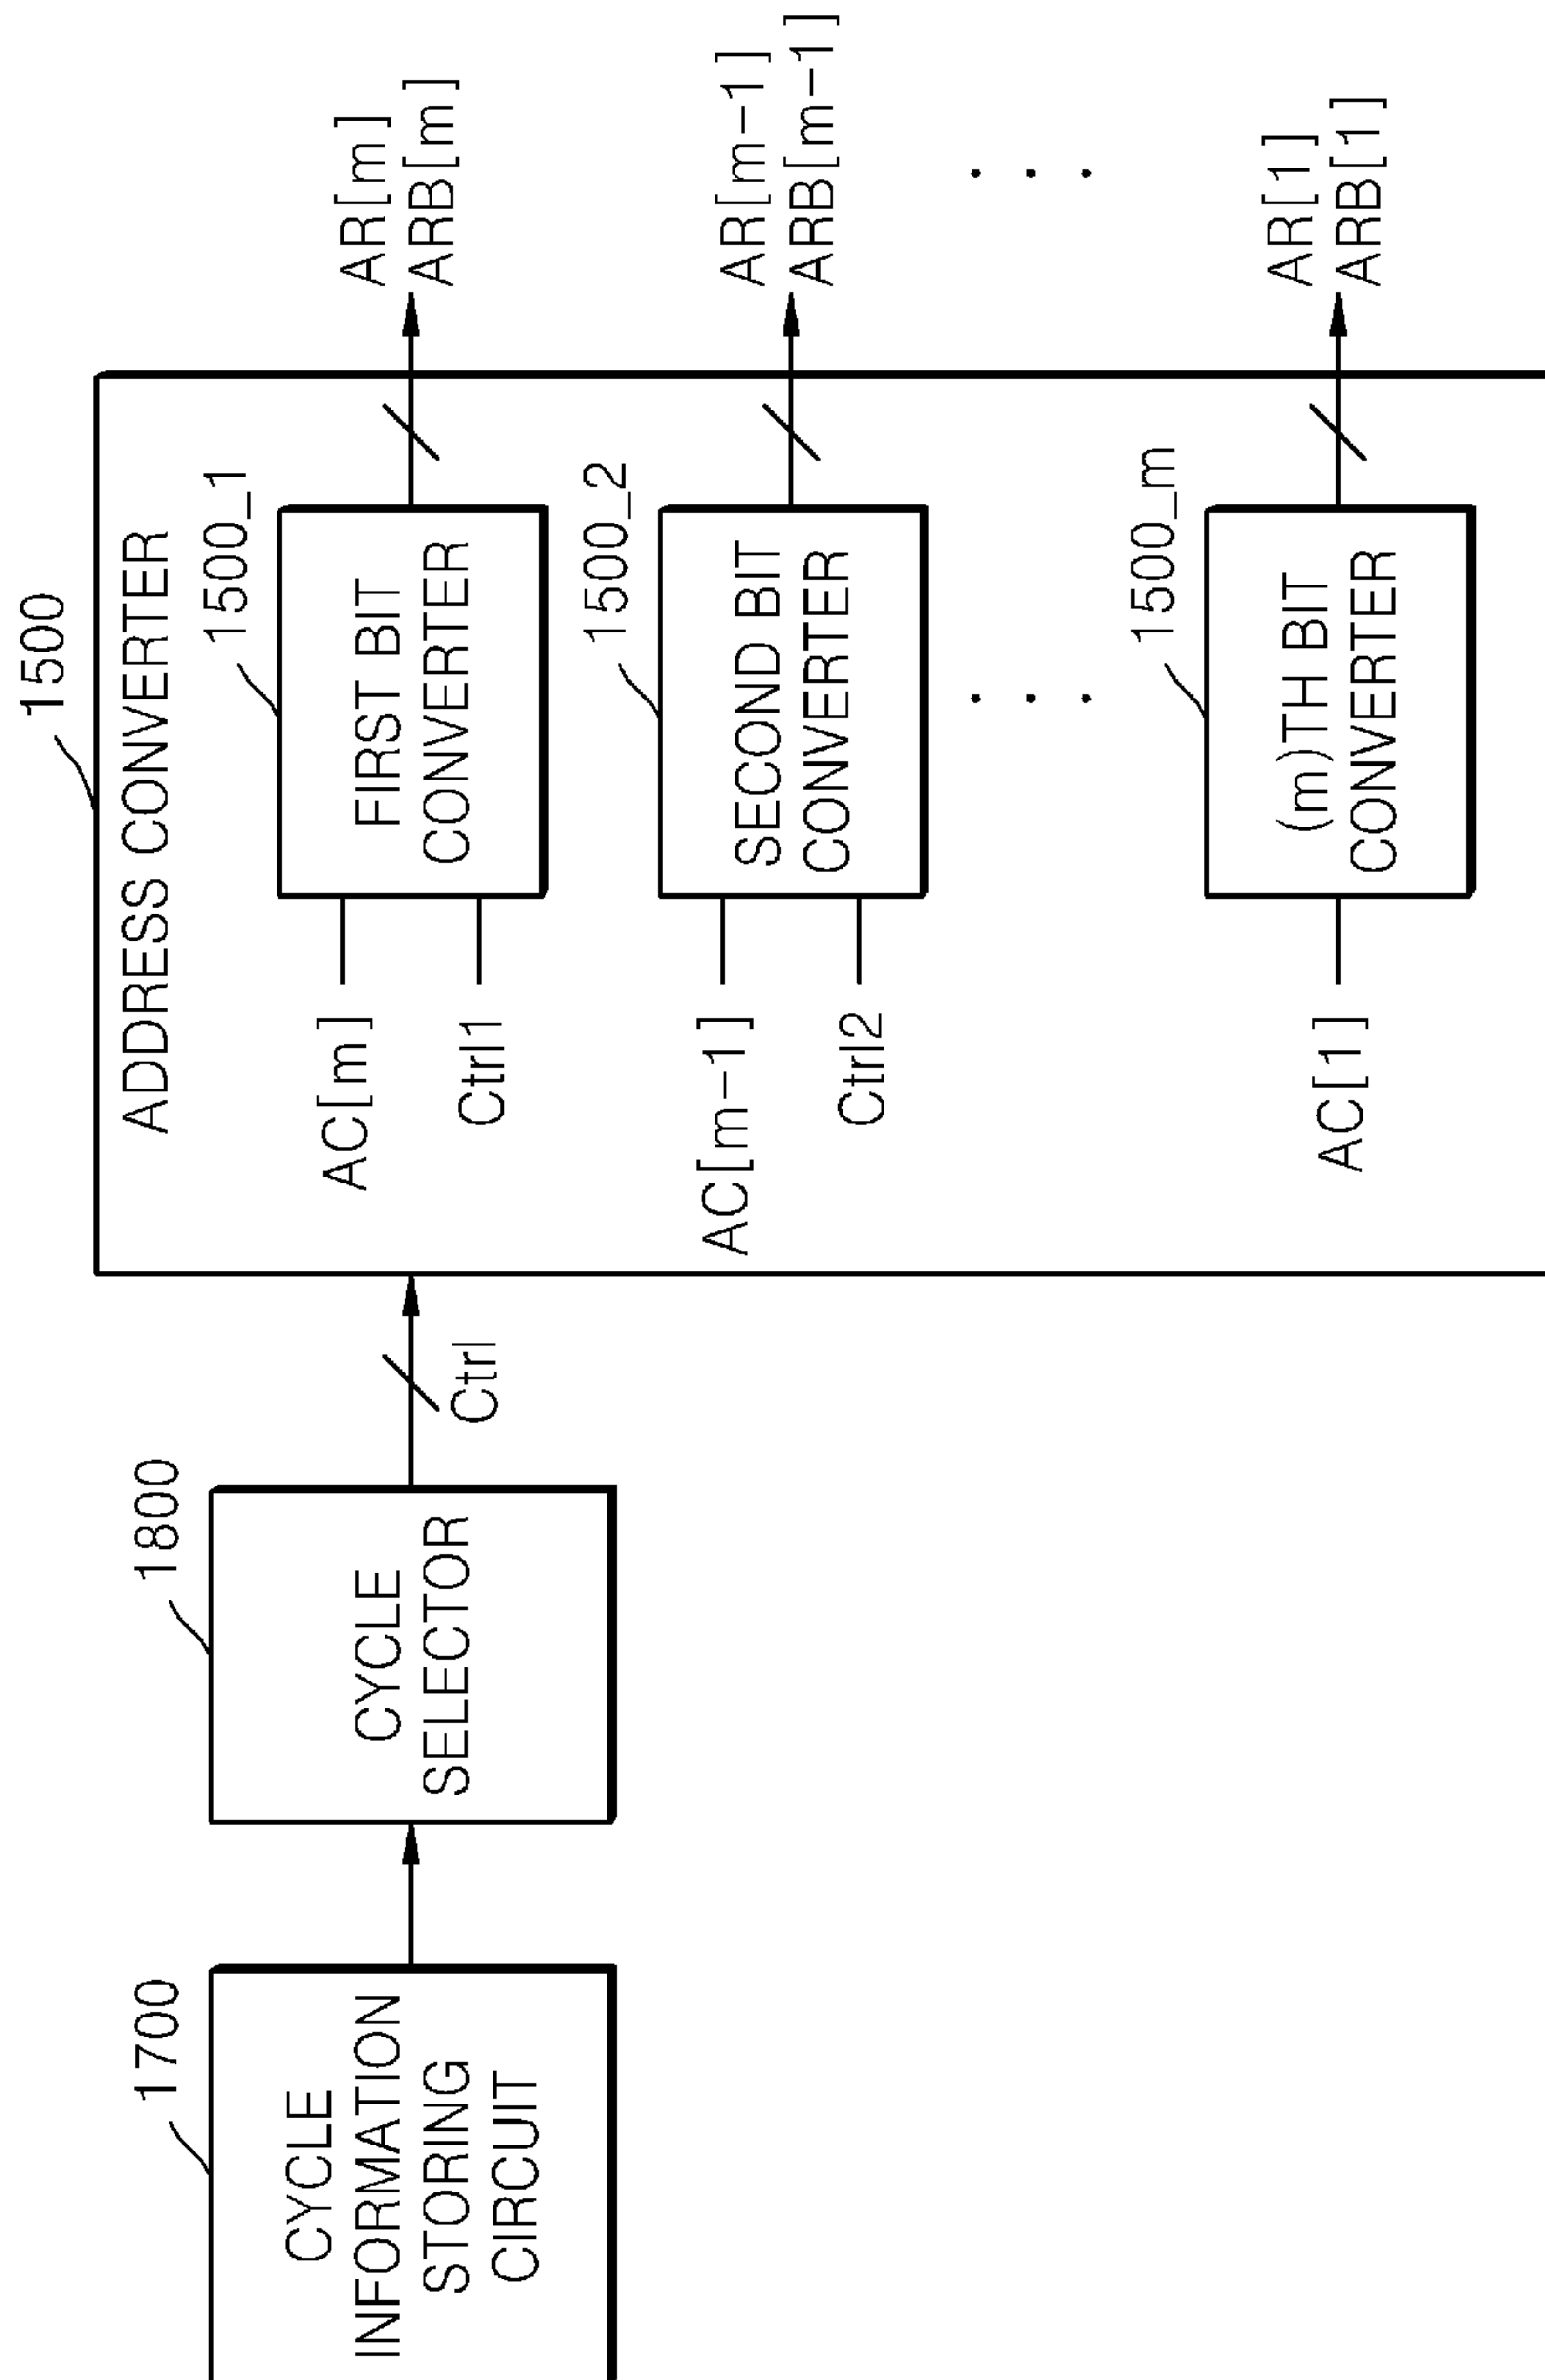 1700
CYCLE
INFORMATION
STORING
CIRCUIT
1800
CYCLE
SELECTOR
Ctrl
1500
ADDRESS CONVERTER
AC[m]
Ctrl1
1500_1
FIRST BIT
CONVERTER
AR[m]
ARB[m]
AC[m-1]
Ctrl2
1500_2
SECOND BIT
CONVERTER
AR[m-1]
ARB[m-1]
. . .
. . .
AC[1]
1500_m
(m)TH BIT
CONVERTER
AR[1]
ARB[1]